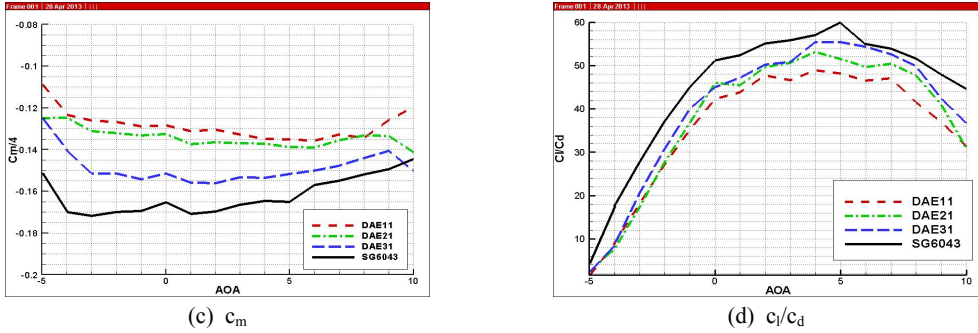 Frame 001 | 28 Apr 2013 |
-0.08
-0.1
-0.12
-0.14
-0.16
-0.18
-0.2
Cm/4
-5
0
5
10
AOA
DAE11
DAE21
DAE31
SG6043
(c) cm
Frame 001 | 28 Apr 2013 |
60
50
40
30
20
10
Cl/Cd
-5
0
5
10
AOA
DAE11
DAE21
DAE31
SG6043
(d) cl/cd